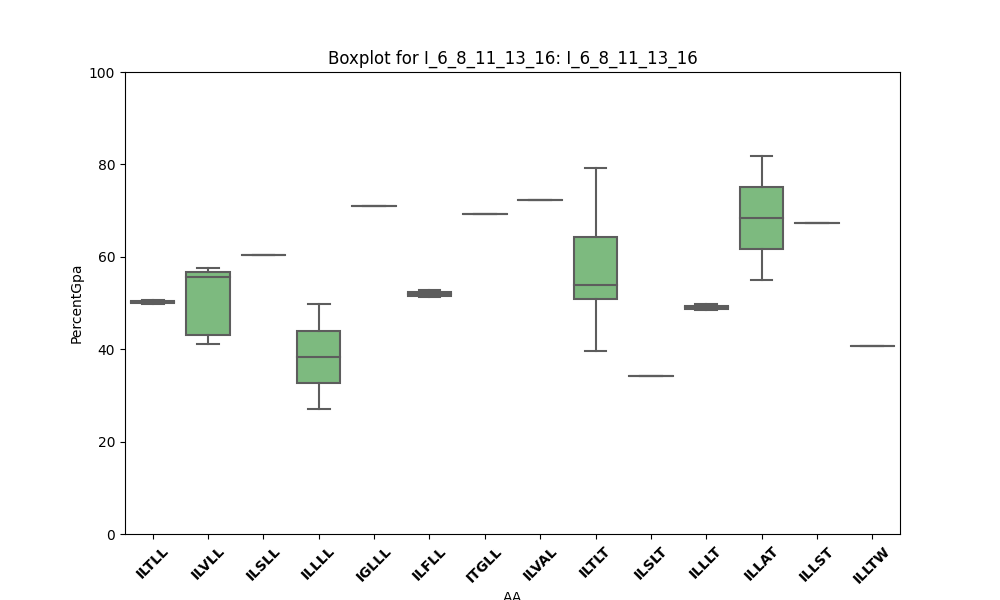 Boxplot for I_6_8_11_13_16: I_6_8_11_13_16
100
80
60
40
20
0
PercentGpa
ILTLL
ILVLL
ILSLL
ILLLL
IGLLL
ILFLL
ITGLL
ILVAL
ILTLT
ILSLT
ILLLT
ILLAT
ILLST
ILLTW
AA